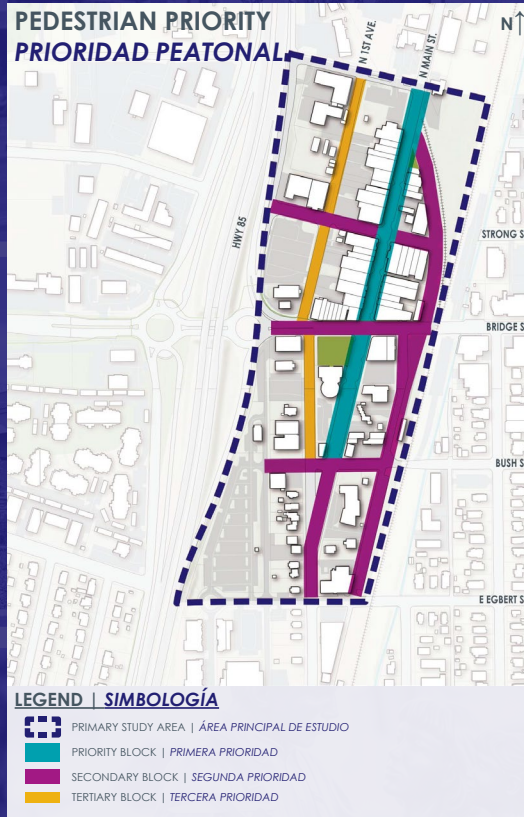 PEDESTRIAN PRIORITY
PRIORIDAD PEATONAL
N
N 1ST AVE.
N MAIN ST.
HWY 85
STRONG S
BRIDGE S
BUSH S
E EGBERT S
LEGEND | SIMBOLOGÍA
PRIMARY STUDY AREA | ÁREA PRINCIPAL DE ESTUDIO
PRIORITY BLOCK | PRIMERA PRIORIDAD
SECONDARY BLOCK | SEGUNDA PRIORIDAD
TERTIARY BLOCK | TERCERA PRIORIDAD